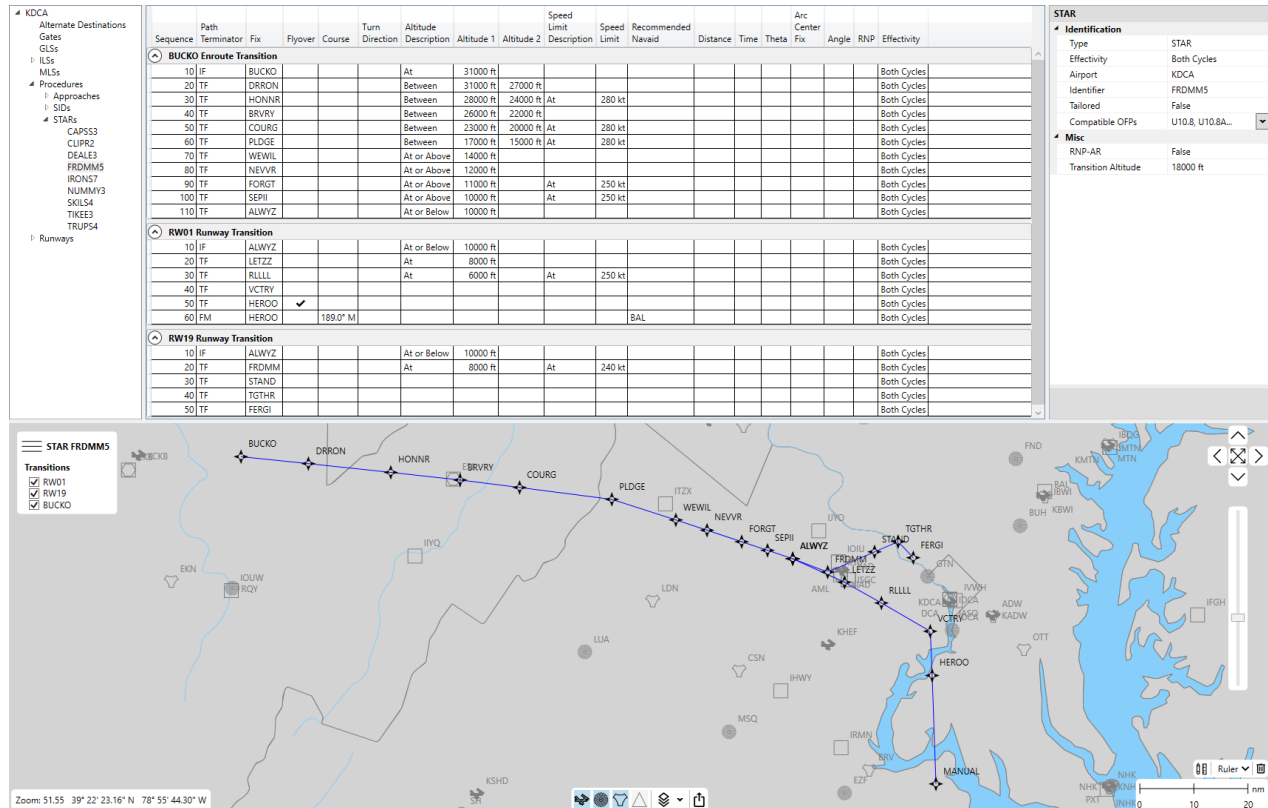 KDCA
Alternate Destinations
Gates
GLSs
ILSs
MLSs
Procedures
Approaches
SIDs
STARs
CAPSS3
CLIPR2
DEALE3
FRDMM5
IRONS7
NUMMY3
SKILS4
TIKEE3
TRUPS4
Runways
Sequence Path Terminator Fix Flyover Course Turn Direction Altitude Description Altitude 1 Altitude 2 Speed Limit Description Speed Limit Recommended Navaid Distance Time Theta Arc Center Fix Angle RNP Effectivity
BUCKO Enroute Transition
10 IF BUCKO At 31000 ft Both Cycles
20 TF DRRON Between 31000 ft 27000 ft Both Cycles
30 TF HONNR Between 28000 ft 24000 ft At 280 kt Both Cycles
40 TF BRVRY Between 26000 ft 22000 ft Both Cycles
50 TF COURG Between 23000 ft 20000 ft At 280 kt Both Cycles
60 TF PLDGE Between 17000 ft 15000 ft At 280 kt Both Cycles
70 TF WEWIL At or Above 14000 ft Both Cycles
80 TF NEVVR At or Above 12000 ft Both Cycles
90 TF FORGT At or Above 11000 ft At 250 kt Both Cycles
100 TF SEPII At or Above 10000 ft At 250 kt Both Cycles
110 TF ALWYZ At or Below 10000 ft Both Cycles
RW01 Runway Transition
10 IF ALWYZ At or Below 10000 ft Both Cycles
20 TF LETZZ At 8000 ft Both Cycles
30 TF RLLLL At 6000 ft At 250 kt Both Cycles
40 TF VCTRY Both Cycles
50 TF HEROO ✓ Both Cycles
60 FM HEROO 189.0° M BAL Both Cycles
RW19 Runway Transition
10 IF ALWYZ At or Below 10000 ft Both Cycles
20 TF FRDMM At 8000 ft At 240 kt Both Cycles
30 TF STAND Both Cycles
40 TF TGTHR Both Cycles
50 TF FERGI Both Cycles
STAR
Identification
Type STAR
Effectivity Both Cycles
Airport KDCA
Identifier FRDMM5
Tailored False
Compatible OFPs U10.8, U10.8A...
Misc
RNP-AR False
Transition Altitude 18000 ft
STAR FRDMM5
Transitions
RW01
RW19
BUCKO
BUCKO
DRRON
HONNR
BRVRY
COURG
PLDGE
ITZX
WEWIL
NEVVR
FORGT
SEPII
ALWYZ
UYO
TGTHR
STAND
FERGI
IOIU
FRDMM
LETZZ
AML
GTN
RLLLL
IVWH
KDCA
DCA
VCTRY
ADW
KADW
OTT
HEROO
MANUAL
IIYQ
EKN
IOUW
RQY
LDN
LUA
KHEF
CSN
IHWY
MSQ
IRMN
BRV
EZF
KSHD
FND
KMTN
MTN
BAL
BUH
KBWI
IFGH
NHK
NHK
PXT
INHK
Ruler
nm
0 10 20
Zoom: 51.55 39° 22' 23.16" N 78° 55' 44.30" W